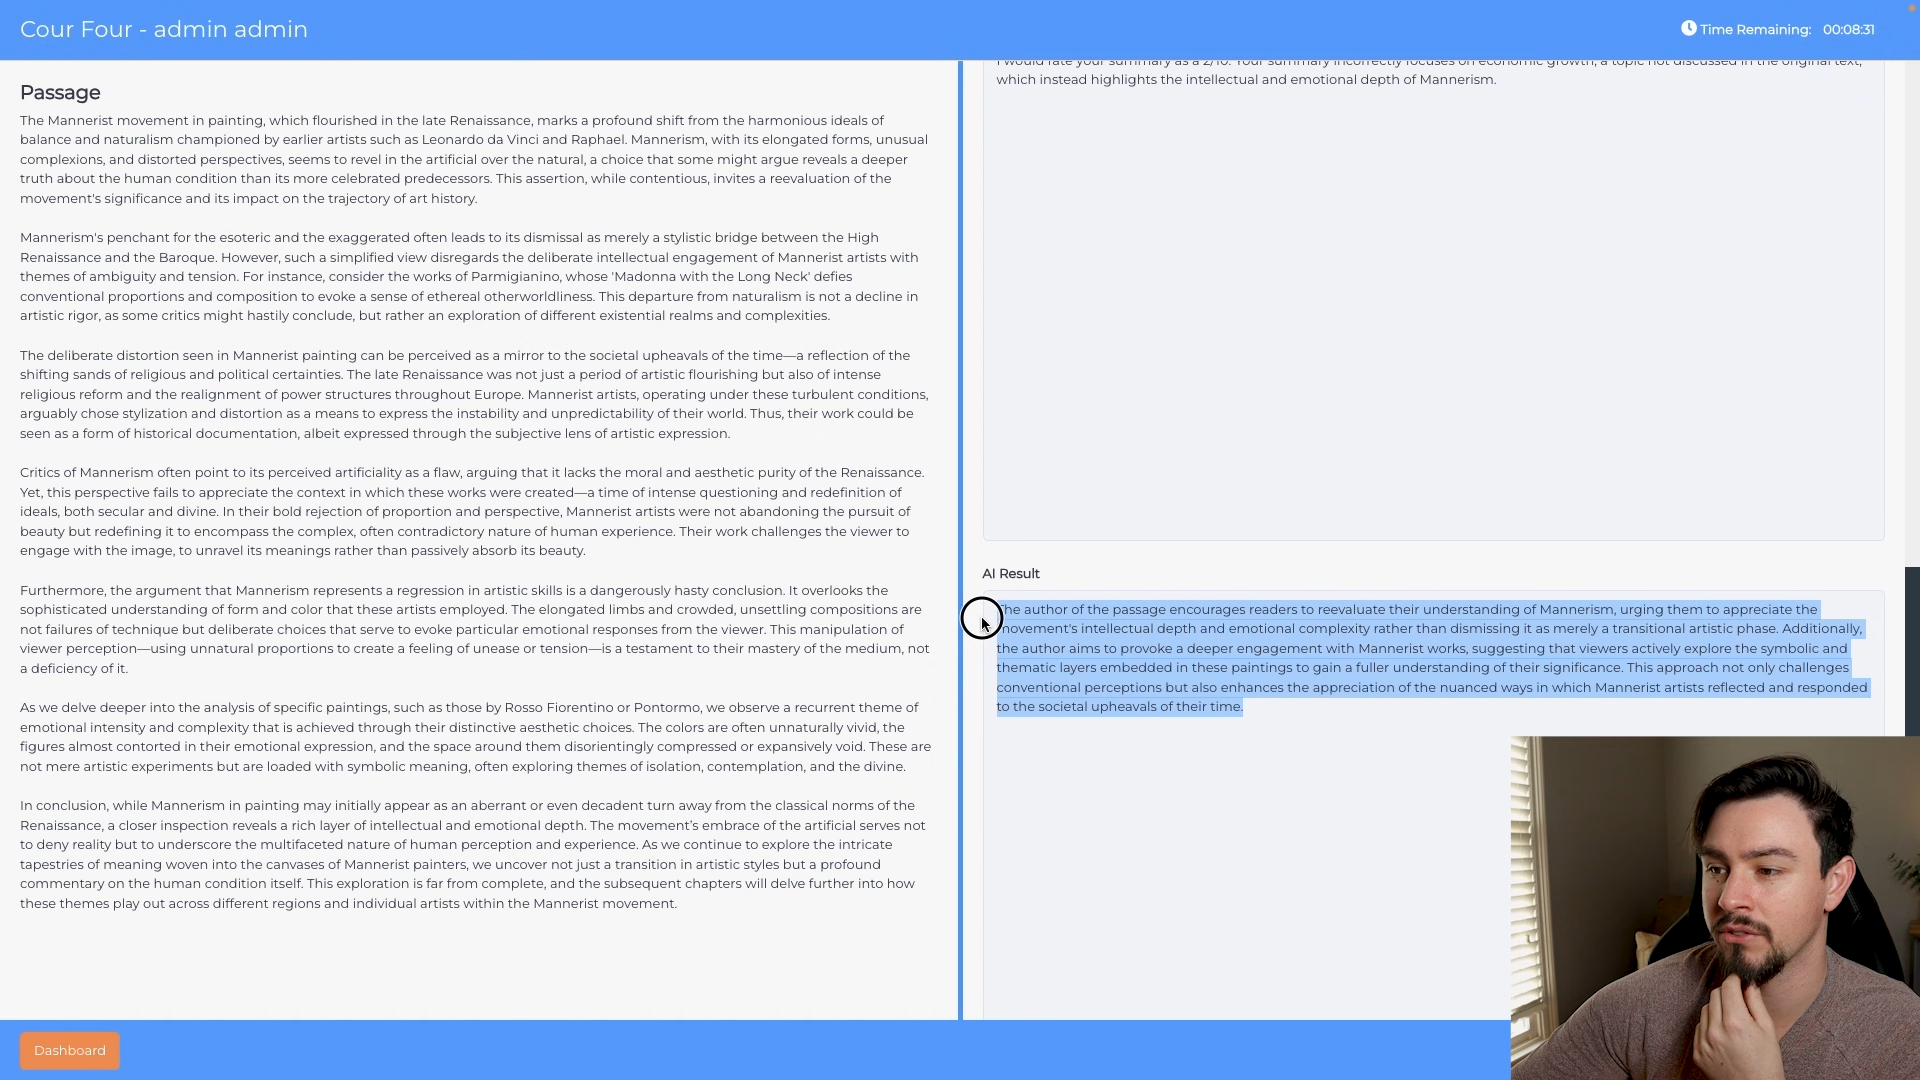 Cour Four - admin admin
Time Remaining: 00:08:31
Passage
The Mannerist movement in painting, which flourished in the late Renaissance, marks a profound shift from the harmonious ideals of
balance and naturalism championed by earlier artists such as Leonardo da Vinci and Raphael. Mannerism, with its elongated forms, unusual
complexions, and distorted perspectives, seems to revel in the artificial over the natural, a choice that some might argue reveals a deeper
truth about the human condition than its more celebrated predecessors. This assertion, while contentious, invites a reevaluation of the
movement's significance and its impact on the trajectory of art history.
Mannerism's penchant for the esoteric and the exaggerated often leads to its dismissal as merely a stylistic bridge between the High
Renaissance and the Baroque. However, such a simplified view disregards the deliberate intellectual engagement of Mannerist artists with
themes of ambiguity and tension. For instance, consider the works of Parmigianino, whose 'Madonna with the Long Neck' defies
conventional proportions and composition to evoke a sense of ethereal otherworldliness. This departure from naturalism is not a decline in
artistic rigor, as some critics might hastily conclude, but rather an exploration of different existential realms and complexities.
The deliberate distortion seen in Mannerist painting can be perceived as a mirror to the societal upheavals of the time—a reflection of the
shifting sands of religious and political certainties. The late Renaissance was not just a period of artistic flourishing but also of intense
religious reform and the realignment of power structures throughout Europe. Mannerist artists, operating under these turbulent conditions,
arguably chose stylization and distortion as a means to express the instability and unpredictability of their world. Thus, their work could be
seen as a form of historical documentation, albeit expressed through the subjective lens of artistic expression.
Critics of Mannerism often point to its perceived artificiality as a flaw, arguing that it lacks the moral and aesthetic purity of the Renaissance.
Yet, this perspective fails to appreciate the context in which these works were created—a time of intense questioning and redefinition of
ideals, both secular and divine. In their bold rejection of proportion and perspective, Mannerist artists were not abandoning the pursuit of
beauty but redefining it to encompass the complex, often contradictory nature of human experience. Their work challenges the viewer to
engage with the image, to unravel its meanings rather than passively absorb its beauty.
Furthermore, the argument that Mannerism represents a regression in artistic skills is a dangerously hasty conclusion. It overlooks the
sophisticated understanding of form and color that these artists employed. The elongated limbs and crowded, unsettling compositions are
not failures of technique but deliberate choices that serve to evoke particular emotional responses from the viewer. This manipulation of
viewer perception—using unnatural proportions to create a feeling of unease or tension—is a testament to their mastery of the medium, not
a deficiency of it.
As we delve deeper into the analysis of specific paintings, such as those by Rosso Fiorentino or Pontormo, we observe a recurrent theme of
emotional intensity and complexity that is achieved through their distinctive aesthetic choices. The colors are often unnaturally vivid, the
figures almost contorted in their emotional expression, and the space around them disorientingly compressed or expansively void. These are
not mere artistic experiments but are loaded with symbolic meaning, often exploring themes of isolation, contemplation, and the divine.
In conclusion, while Mannerism in painting may initially appear as an aberrant or even decadent turn away from the classical norms of the
Renaissance, a closer inspection reveals a rich layer of intellectual and emotional depth. The movement's embrace of the artificial serves not
to deny reality but to underscore the multifaceted nature of human perception and experience. As we continue to explore the intricate
tapestries of meaning woven into the canvases of Mannerist painters, we uncover not just a transition in artistic styles but a profound
commentary on the human condition itself. This exploration is far from complete, and the subsequent chapters will delve further into how
these themes play out across different regions and individual artists within the Mannerist movement.
I would rate your summary as a 2/10. Your summary incorrectly focuses on economic growth, a topic not discussed in the original text,
which instead highlights the intellectual and emotional depth of Mannerism.
AI Result
The author of the passage encourages readers to reevaluate their understanding of Mannerism, urging them to appreciate the
movement's intellectual depth and emotional complexity rather than dismissing it as merely a transitional artistic phase. Additionally,
the author aims to provoke a deeper engagement with Mannerist works, suggesting that viewers actively explore the symbolic and
thematic layers embedded in these paintings to gain a fuller understanding of their significance. This approach not only challenges
conventional perceptions but also enhances the appreciation of the nuanced ways in which Mannerist artists reflected and responded
to the societal upheavals of their time.
Dashboard